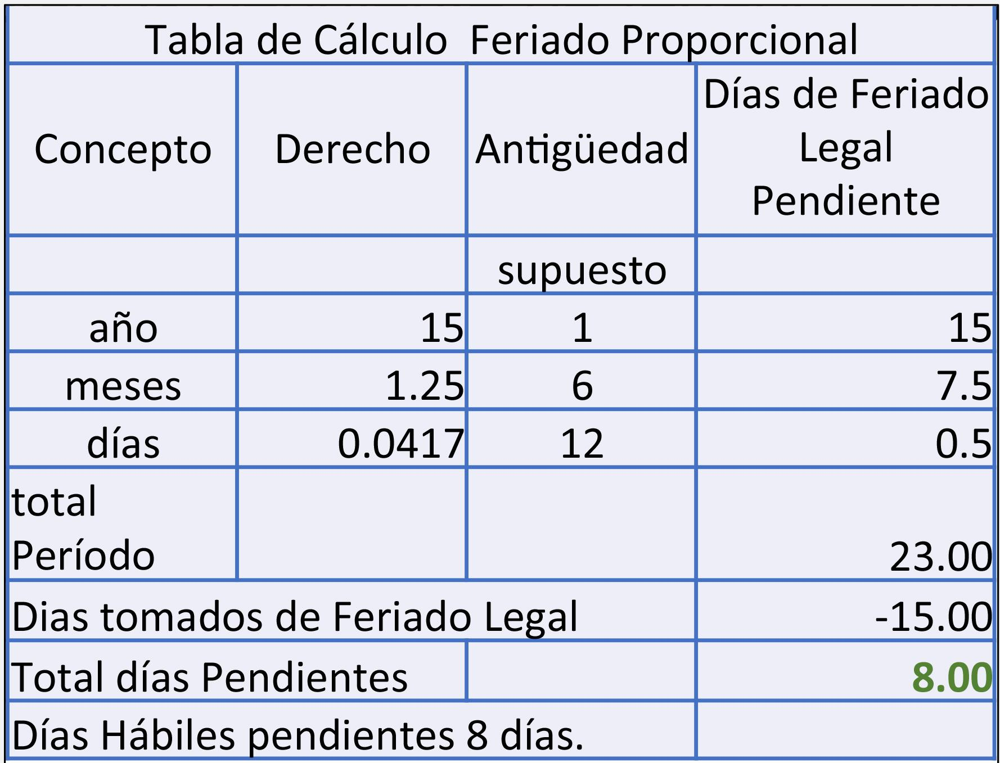 Tabla de Cálculo  Feriado Proporcional
Concepto Derecho Antigüedad Días de Feriado
Legal
Pendiente
supuesto
año 15 1 15
meses 1.25 6 7.5
días 0.0417 12 0.5
total
Período 23.00
Dias tomados de Feriado Legal -15.00
Total días Pendientes 8.00
Días Hábiles pendientes 8 días.